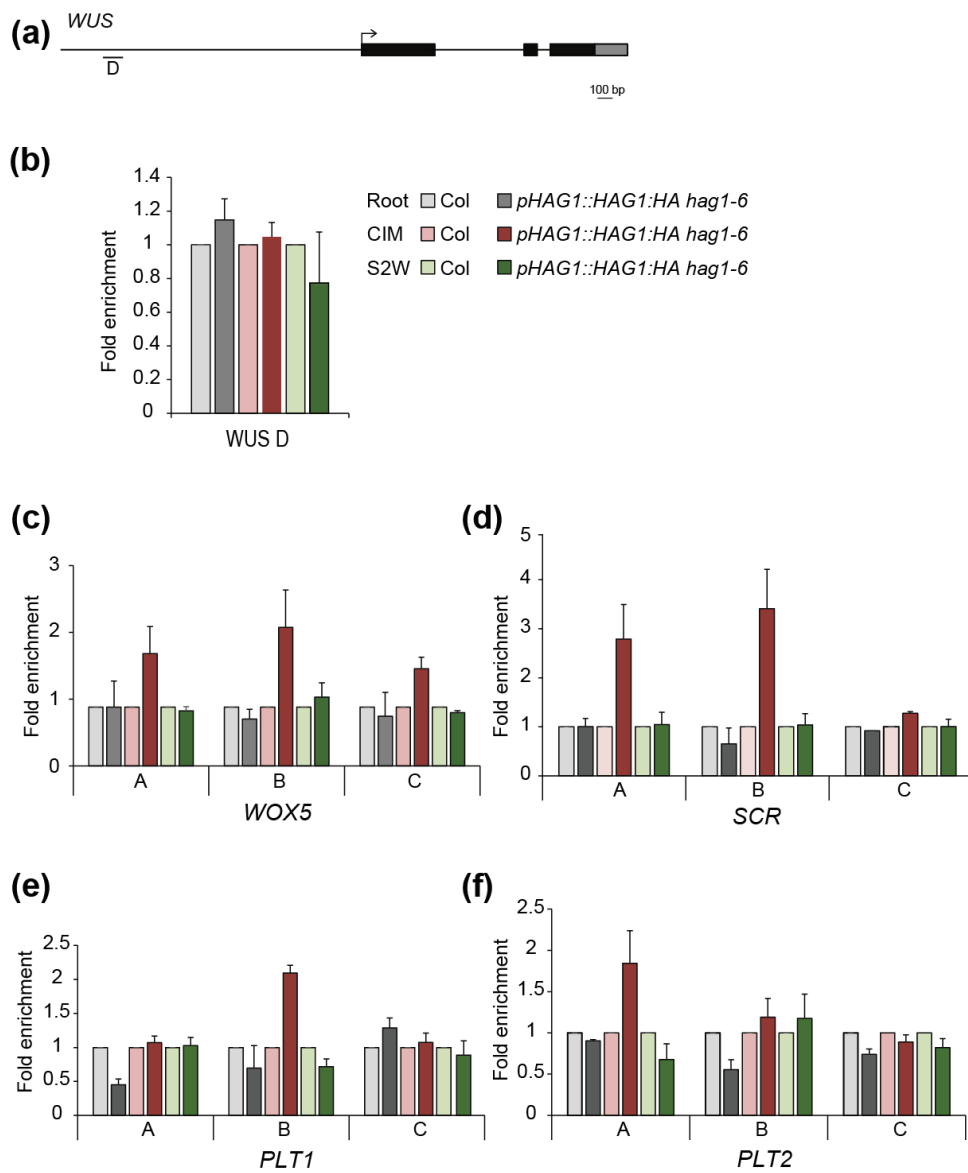 (a)
WUS
D
100 bp
(b)
Fold enrichment
1.4
1.2
1
0.8
0.6
0.4
0.2
0
WUS D
Root Col pHAG1::HAG1:HA hag1-6
CIM Col pHAG1::HAG1:HA hag1-6
S2W Col pHAG1::HAG1:HA hag1-6
(c)
Fold enrichment
3
2
1
0
A B C
WOX5
(d)
Fold enrichment
5
4
3
2
1
0
A B C
SCR
(e)
Fold enrichment
2.5
2
1.5
1
0.5
0
A B C
PLT1
(f)
Fold enrichment
2.5
2
1.5
1
0.5
0
A B C
PLT2